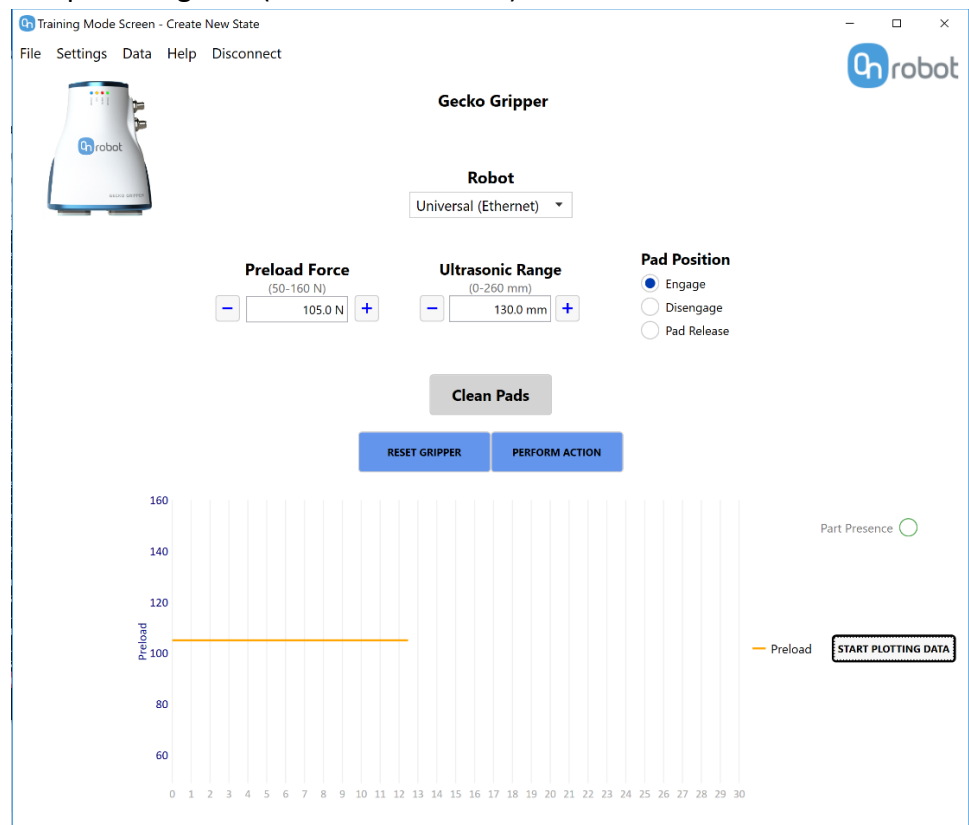 Training Mode Screen - Create New State
File Settings Data Help Disconnect
On robot
On robot
GECKO GRIPPER
Gecko Gripper
Robot
Universal (Ethernet)
Preload Force
(50-160 N)
− 105.0 N +
Ultrasonic Range
(0-260 mm)
− 130.0 mm +
Pad Position
Engage
Disengage
Pad Release
Clean Pads
RESET GRIPPER PERFORM ACTION
160
140
120
100
80
60
Preload
0 1 2 3 4 5 6 7 8 9 10 11 12 13 14 15 16 17 18 19 20 21 22 23 24 25 26 27 28 29 30
Part Presence
Preload
START PLOTTING DATA